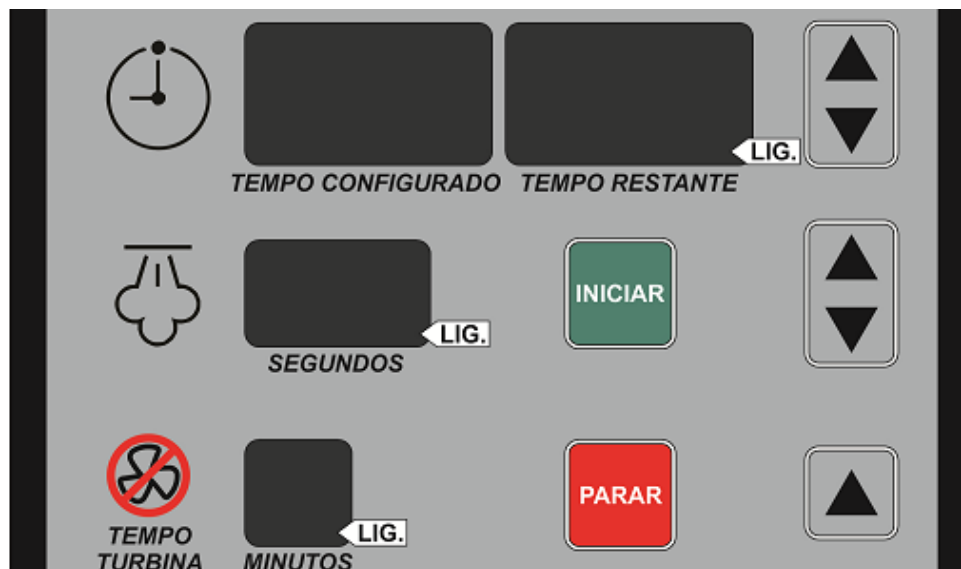 LIG.
TEMPO CONFIGURADO TEMPO RESTANTE
INICIAR
LIG.
SEGUNDOS
PARAR
LIG.
TEMPO
TURBINA MINUTOS